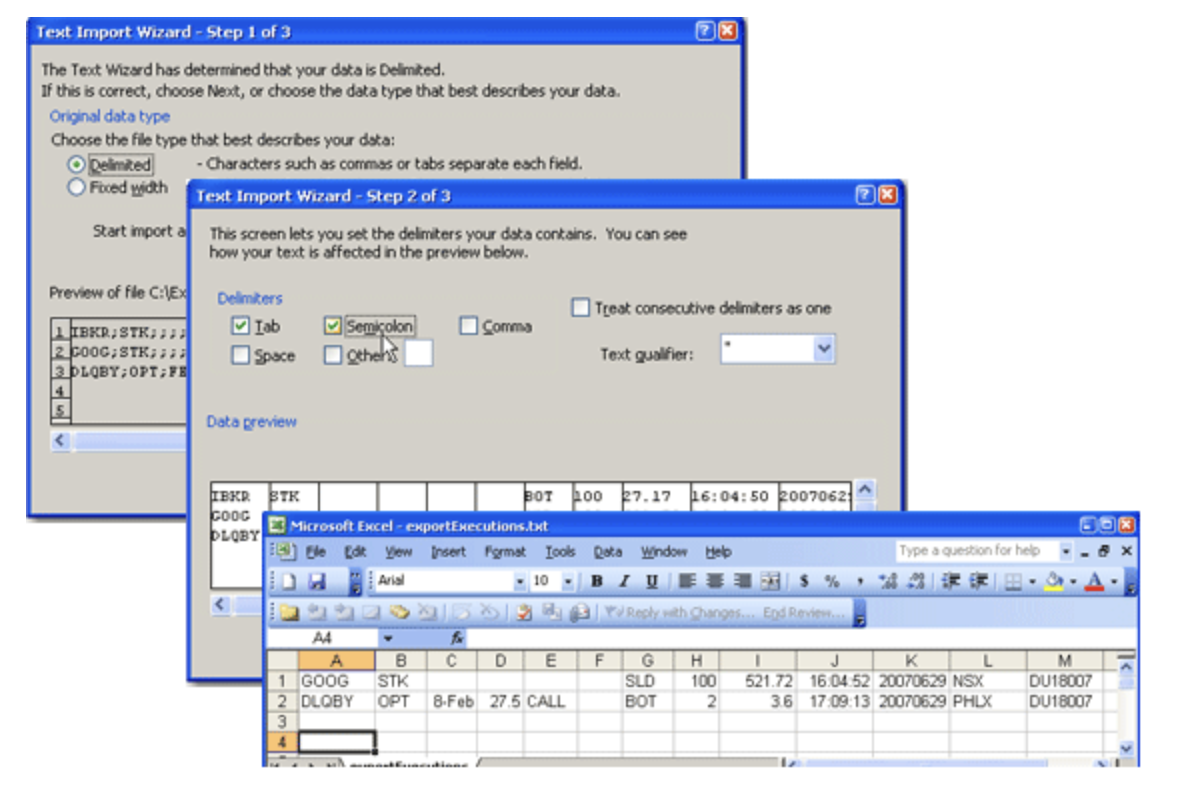 Text Import Wizard - Step 1 of 3
The Text Wizard has determined that your data is Delimited.
If this is correct, choose Next, or choose the data type that best describes your data.
Original data type
Choose the file type that best describes your data:
Delimited - Characters such as commas or tabs separate each field.
Fixed width
Start import a
Preview of file C:\Ex
1 IBKR;STK;;;;
2 GOOG;STK;;;;
3 DLQBY;OPT;FE
4
5
Text Import Wizard - Step 2 of 3
This screen lets you set the delimiters your data contains. You can see
how your text is affected in the preview below.
Delimiters
Treat consecutive delimiters as one
Tab Semicolon Comma
Space Other:
Text qualifier: "
Data preview
IBKR STK BOT 100 27.17 16:04:50 2007062
GOOG
DLQBY
Microsoft Excel - exportExecutions.txt
File Edit View Insert Format Tools Data Window Help Type a question for help
Arial 10 B I U $ % ,
Reply with Changes... End Review...
A4 fx
A B C D E F G H I J K L M
1 GOOG STK SLD 100 521.72 16:04:52 20070629 NSX DU18007
2 DLQBY OPT 8-Feb 27.5 CALL BOT 2 3.6 17:09:13 20070629 PHLX DU18007
3
4
exportExecutions